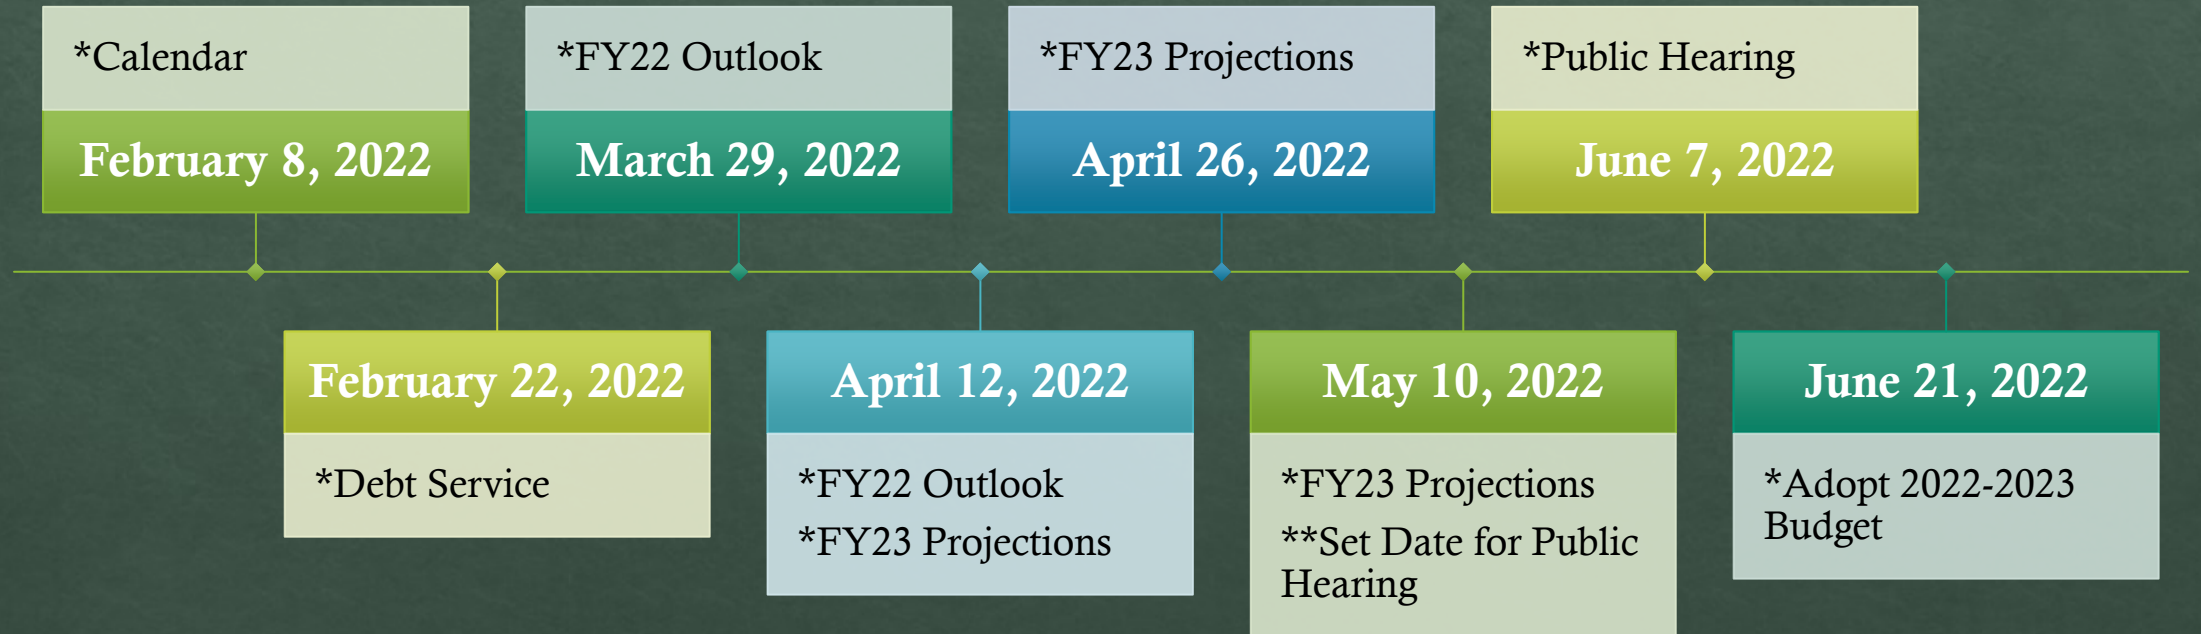 *Calendar
February 8, 2022
February 22, 2022
*Debt Service
*FY22 Outlook
March 29, 2022
April 12, 2022
*FY22 Outlook
*FY23 Projections
*FY23 Projections
April 26, 2022
May 10, 2022
*FY23 Projections
**Set Date for Public
Hearing
*Public Hearing
June 7, 2022
June 21, 2022
*Adopt 2022-2023
Budget